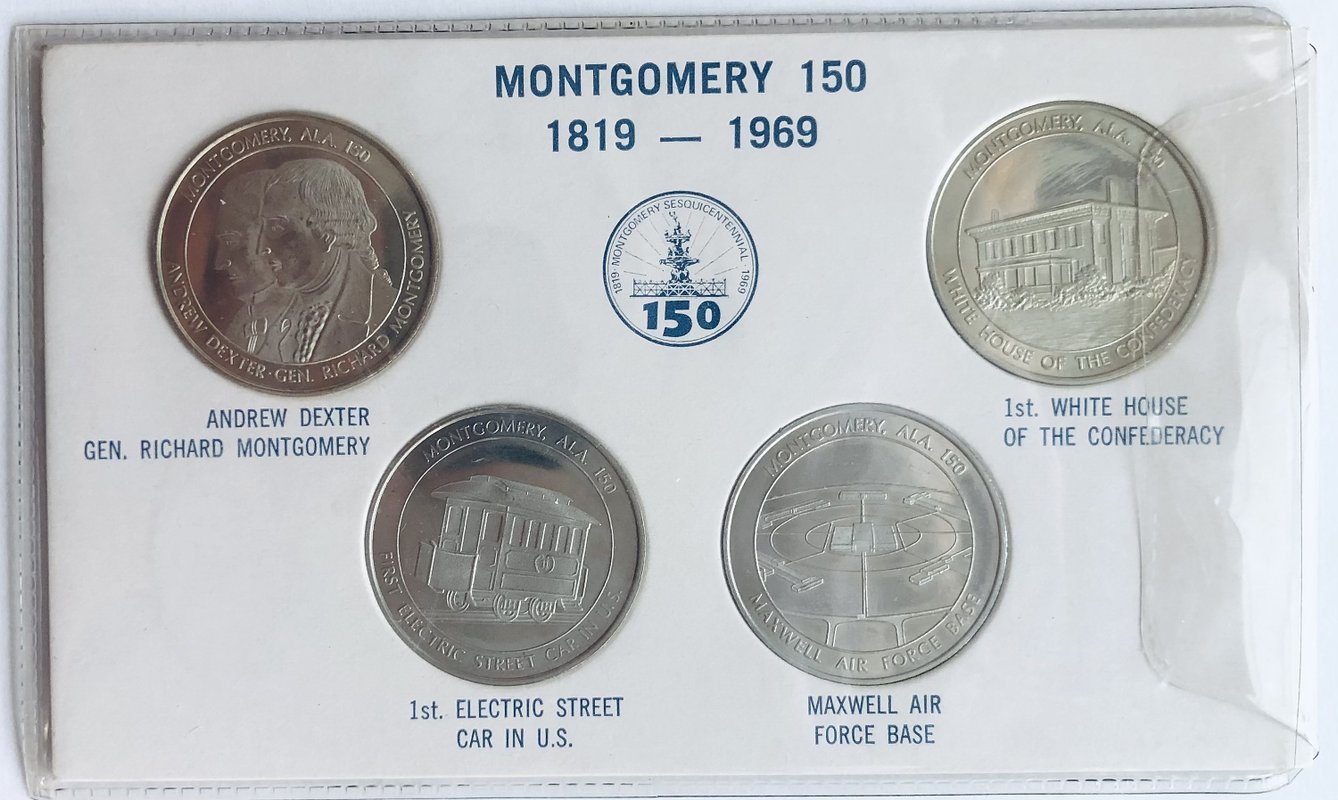 MONTGOMERY 150
1819 — 1969
MONTGOMERY, ALA. 150
ANDREW DEXTER · GEN. RICHARD MONTGOMERY
ANDREW DEXTER
GEN. RICHARD MONTGOMERY
1819 · MONTGOMERY SESQUICENTENNIAL · 1969
150
MONTGOMERY, ALA. 150
WHITE HOUSE OF THE CONFEDERACY
1st. WHITE HOUSE
OF THE CONFEDERACY
MONTGOMERY, ALA. 150
FIRST ELECTRIC STREET CAR IN U.S.
1st. ELECTRIC STREET
CAR IN U.S.
MONTGOMERY, ALA. 150
MAXWELL AIR FORCE BASE
MAXWELL AIR
FORCE BASE